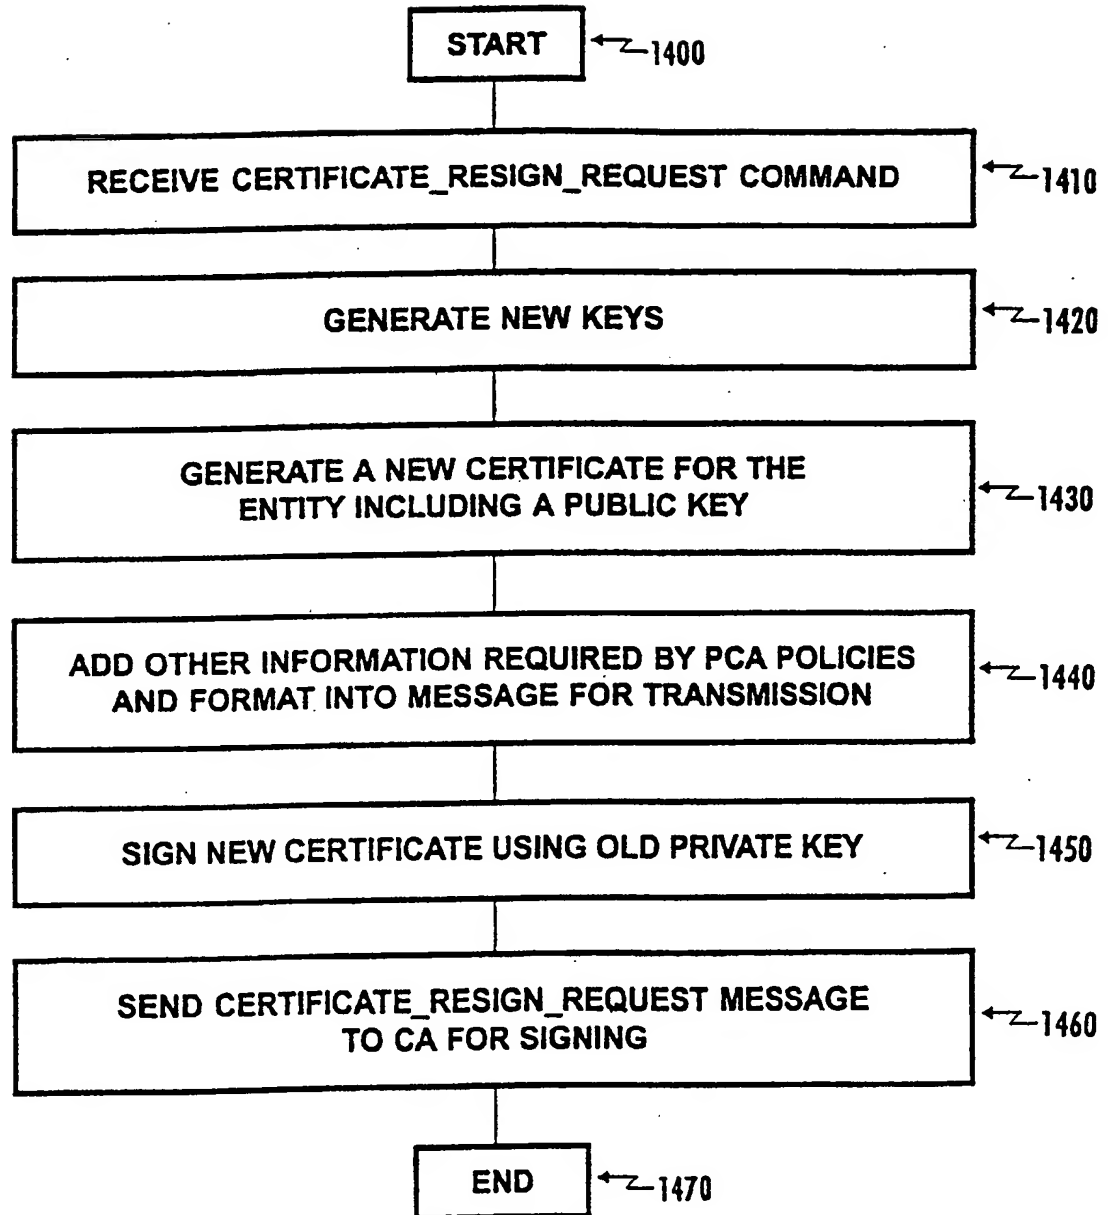 START
1400
RECEIVE CERTIFICATE_RESIGN_REQUEST COMMAND
1410
GENERATE NEW KEYS
1420
GENERATE A NEW CERTIFICATE FOR THE
ENTITY INCLUDING A PUBLIC KEY
1430
ADD OTHER INFORMATION REQUIRED BY PCA POLICIES
AND FORMAT INTO MESSAGE FOR TRANSMISSION
1440
SIGN NEW CERTIFICATE USING OLD PRIVATE KEY
1450
SEND CERTIFICATE_RESIGN_REQUEST MESSAGE
TO CA FOR SIGNING
1460
END
1470